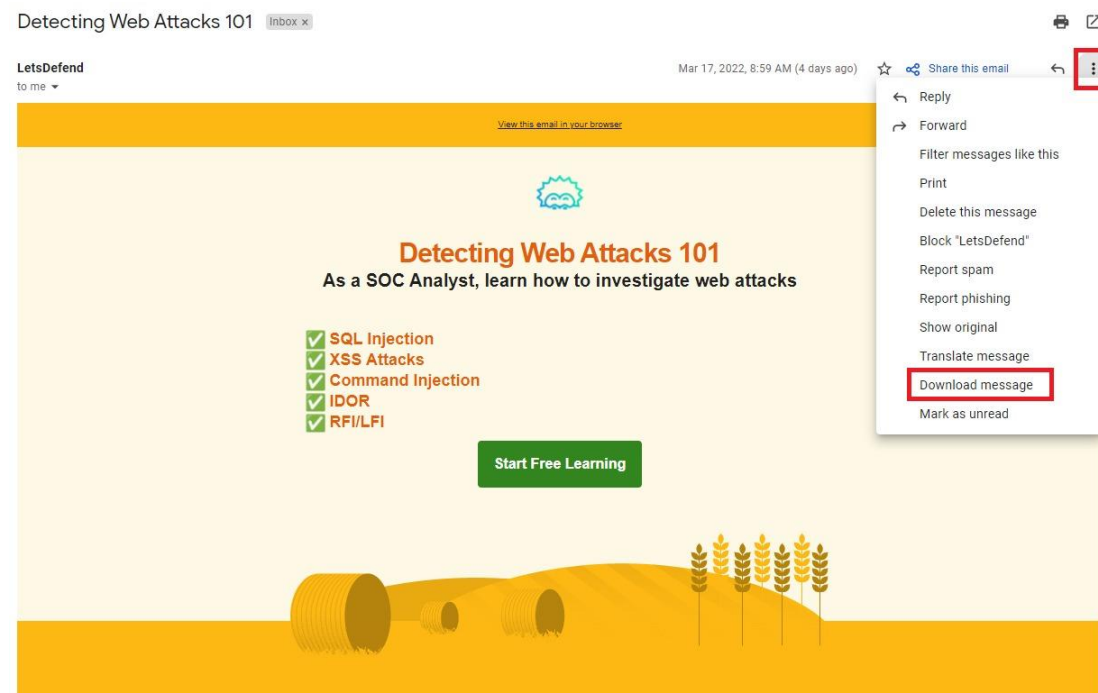 Detecting Web Attacks 101 Inbox x
LetsDefend Mar 17, 2022, 8:59 AM (4 days ago) Share this email
to me
Reply
Forward
Filter messages like this
Print
Delete this message
Block "LetsDefend"
Report spam
Report phishing
Show original
Translate message
Download message
Mark as unread
View this email in your browser
Detecting Web Attacks 101
As a SOC Analyst, learn how to investigate web attacks
SQL Injection
XSS Attacks
Command Injection
IDOR
RFI/LFI
Start Free Learning